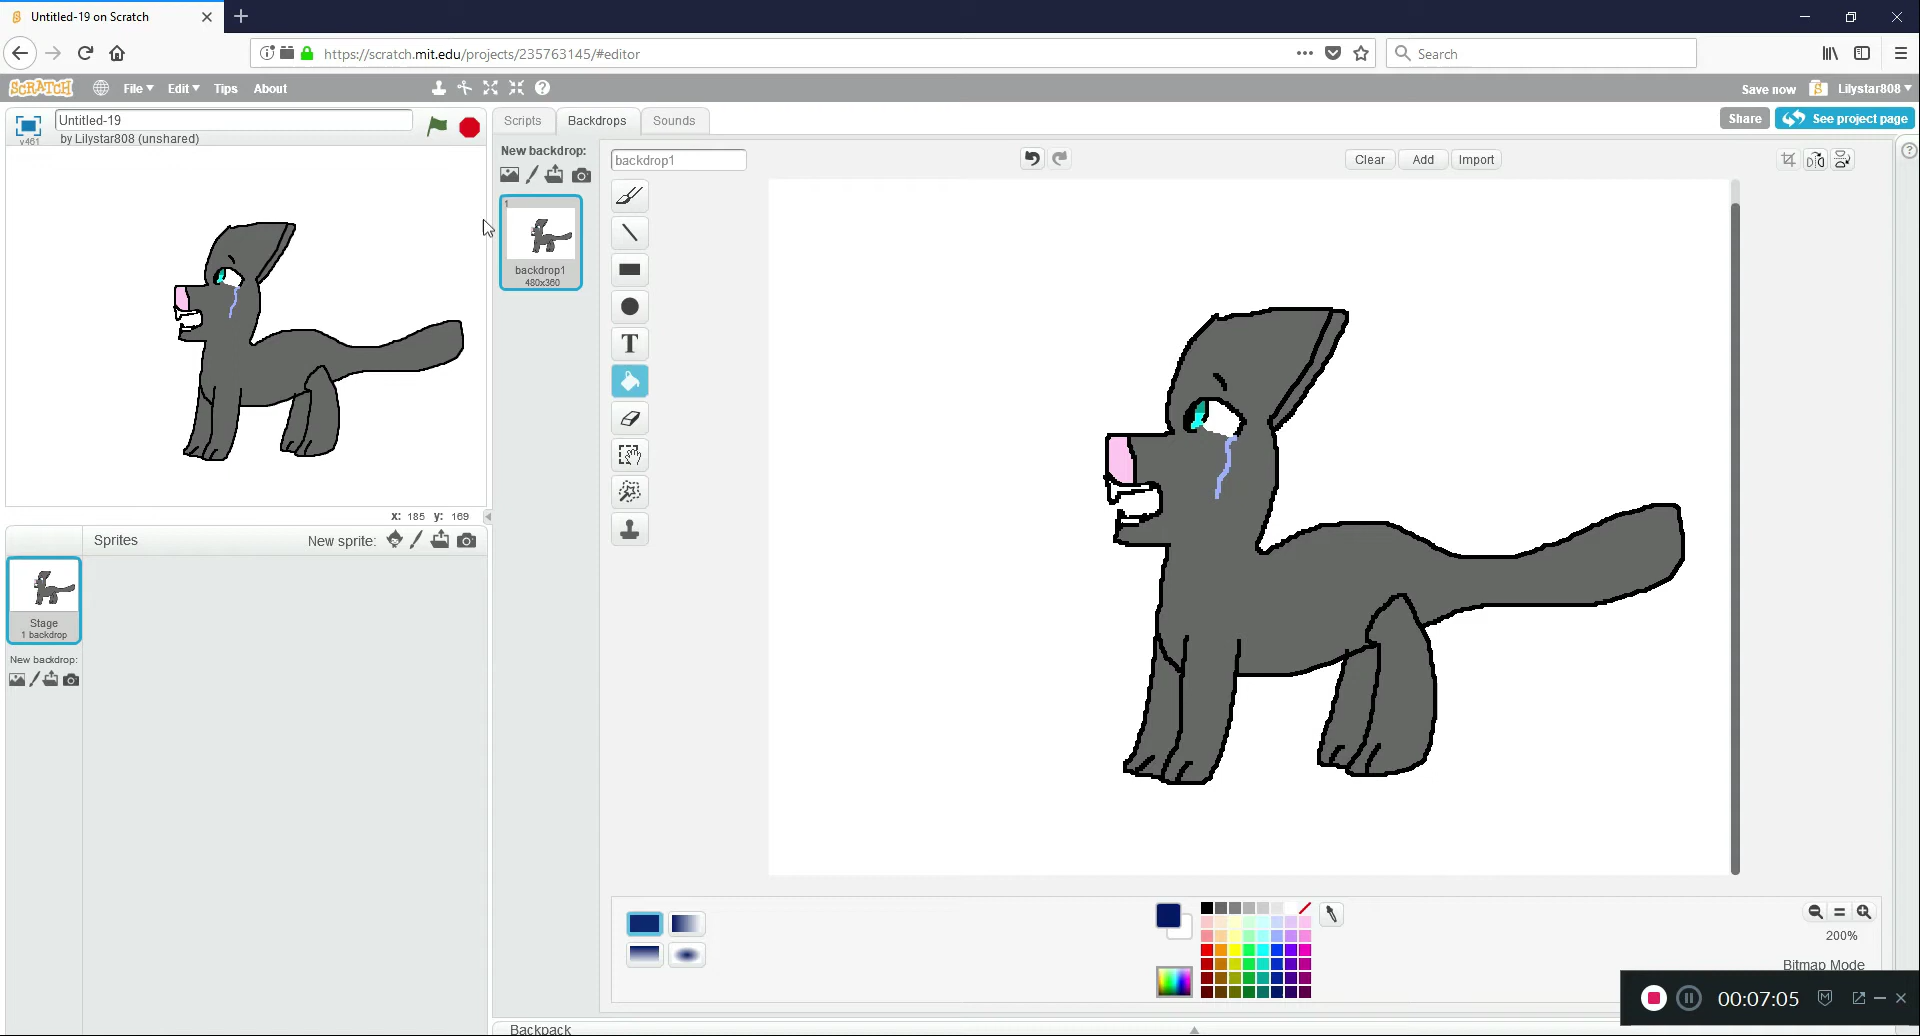 Untitled-19 on Scratch
https://scratch.mit.edu/projects/235763145/#editor
Search
SCRATCH
File
Edit
Tips
About
Save now
Lilystar808
Untitled-19
by Lilystar808 (unshared)
v461
Scripts
Backdrops
Sounds
Share
See project page
New backdrop:
backdrop1
Clear
Add
Import
1
backdrop1
480x360
T
x: 185 y: 169
Sprites
New sprite:
Stage
1 backdrop
New backdrop:
200%
Bitmap Mode
00:07:05
Backpack